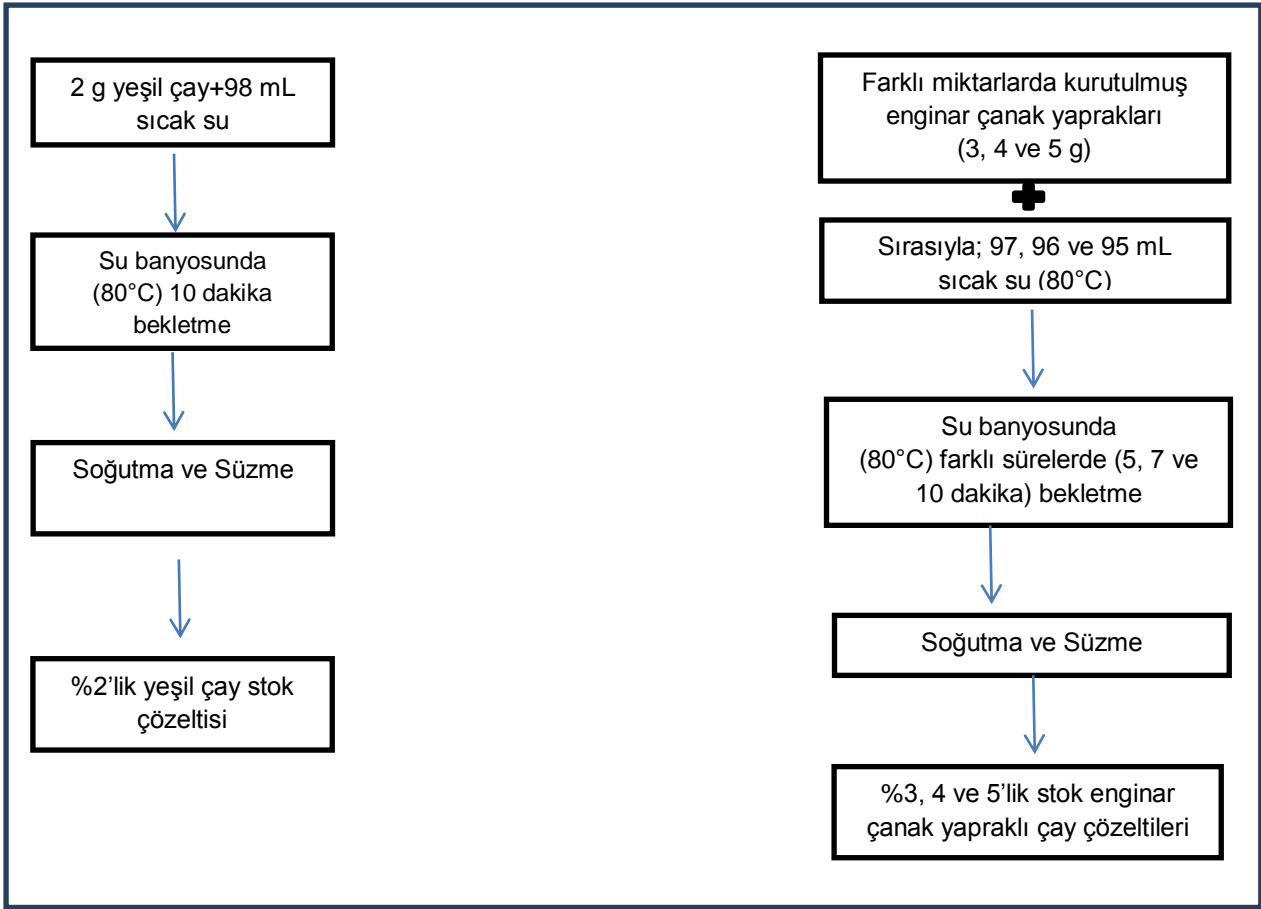 2 g yeşil çay+98 mL
sıcak su
Su banyosunda
(80°C) 10 dakika
bekletme
Soğutma ve Süzme
%2’lik yeşil çay stok
çözeltisi
Farklı miktarlarda kurutulmuş
enginar çanak yaprakları
(3, 4 ve 5 g)
Sırasıyla; 97, 96 ve 95 mL
sıcak su (80°C)
Su banyosunda
(80°C) farklı sürelerde (5, 7 ve
10 dakika) bekletme
Soğutma ve Süzme
%3, 4 ve 5’lik stok enginar
çanak yapraklı çay çözeltileri